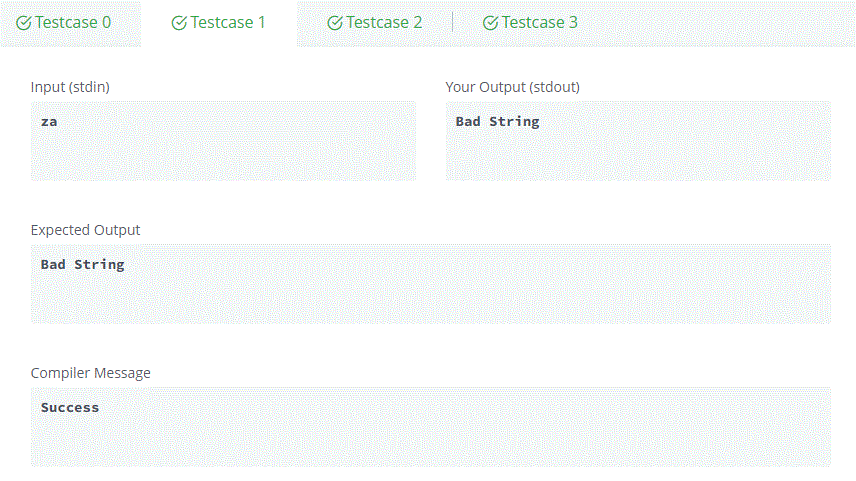 Testcase 0 Testcase 1 Testcase 2 Testcase 3
Input (stdin) Your Output (stdout)
za Bad String
Expected Output
Bad String
Compiler Message
Success